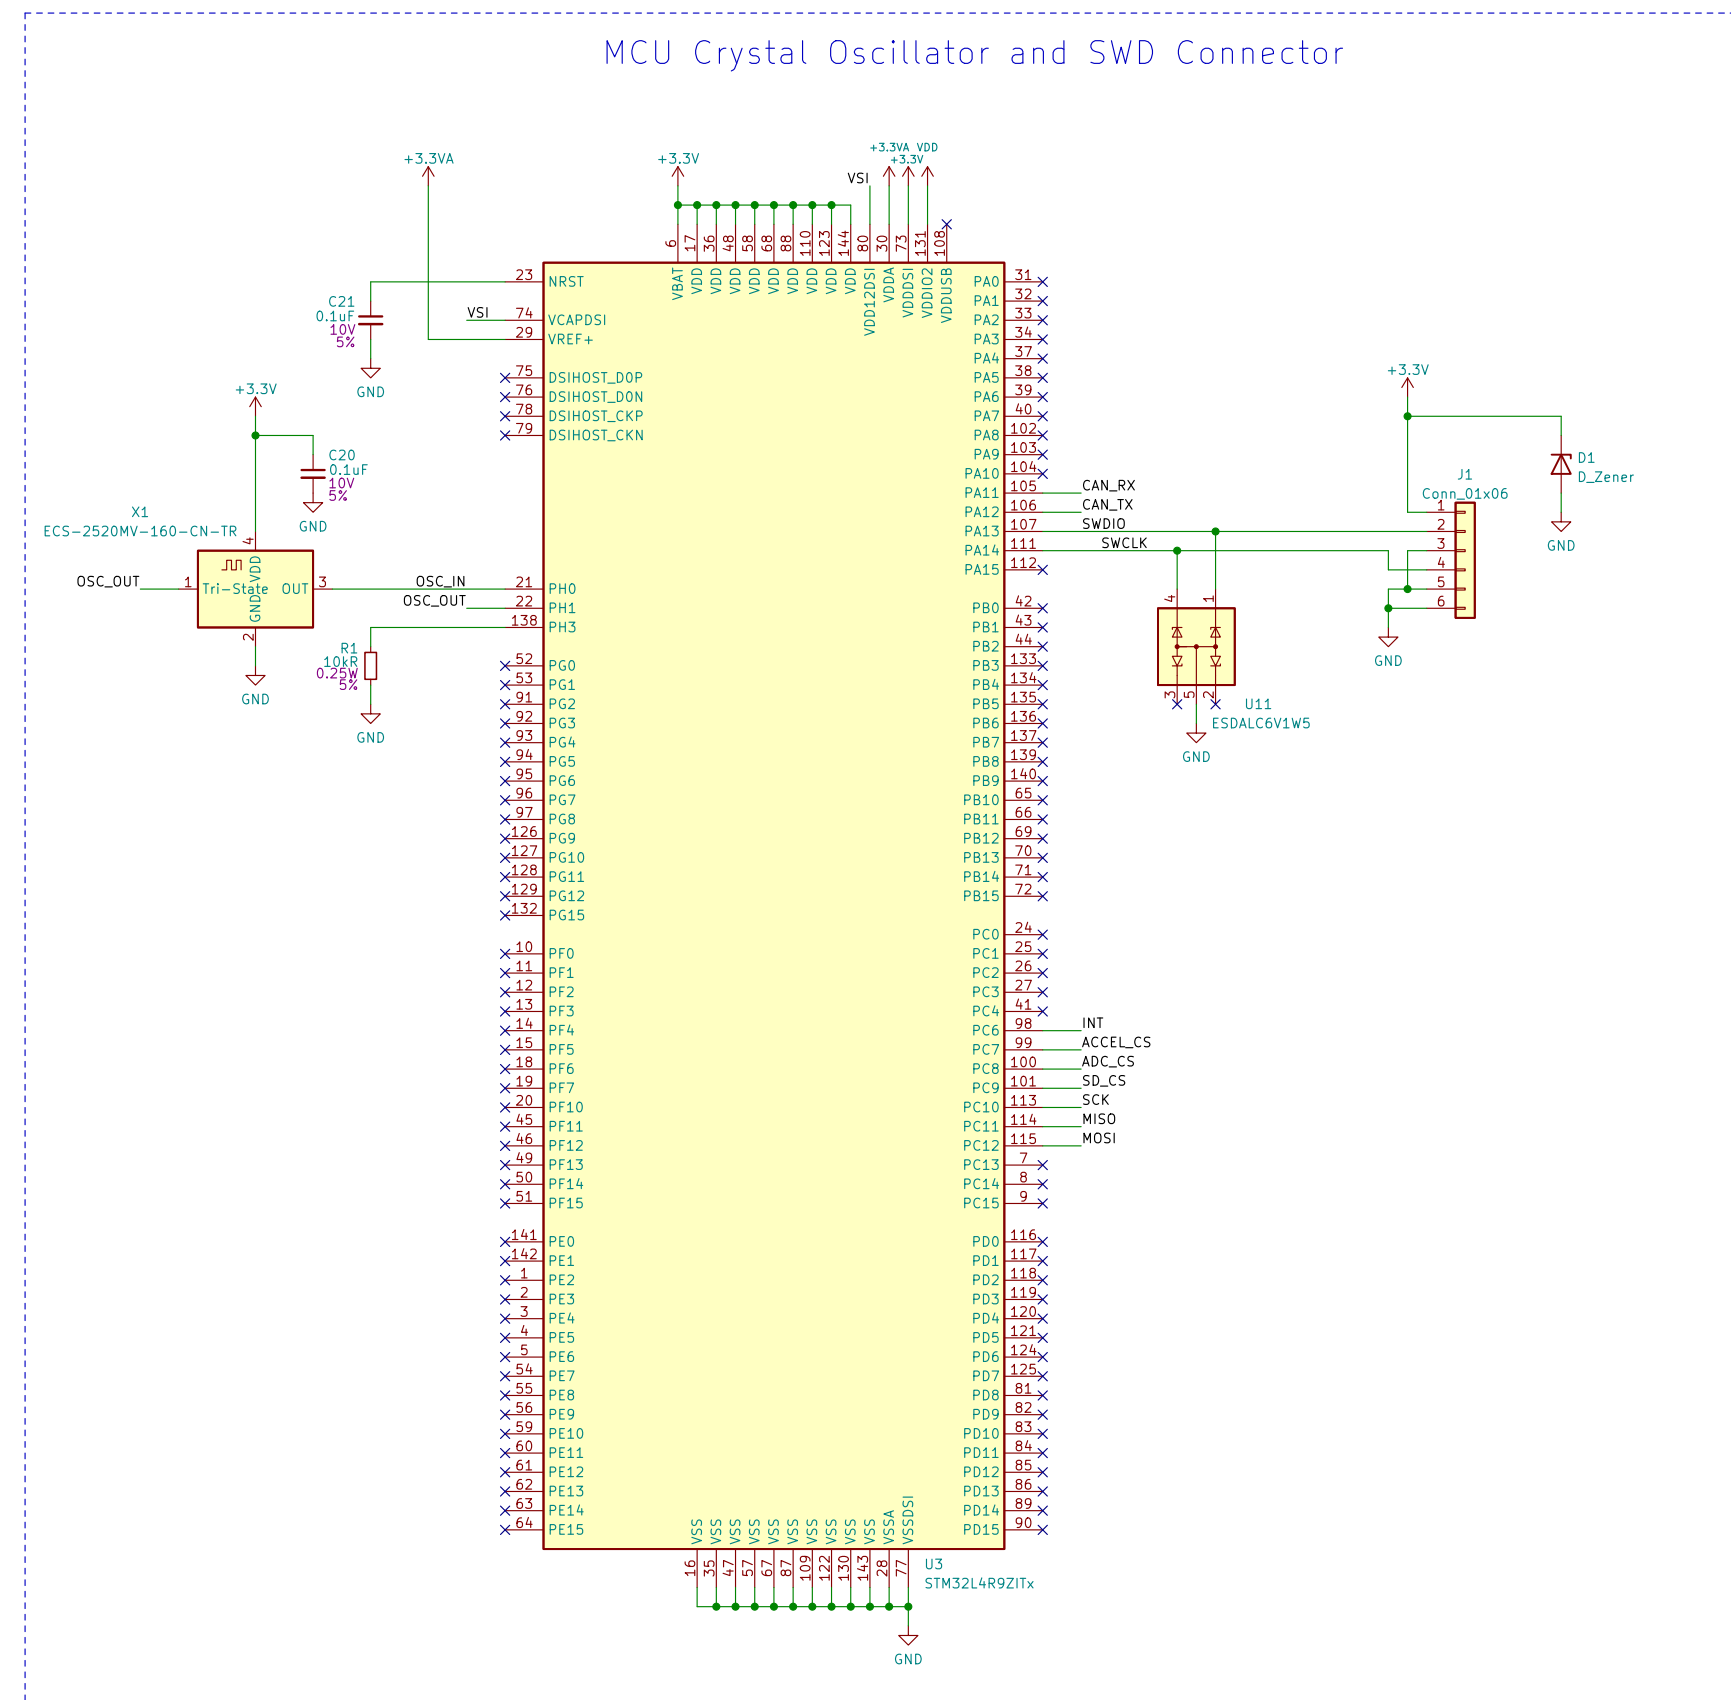 MCU Crystal Oscillator and SWD Connector
+3.3VA
+3.3V
+3.3VA VDD
+3.3V
VSI
6 17 36 48 58 68 88 110 123 144 80 30 73 131 108
VBAT VDD VDD VDD VDD VDD VDD VDD VDD VDD VDD12DSI VDDA VDDDSI VDDIO2 VDDUSB
23 NRST
VSI 74 VCAPDSI
29 VREF+
75 DSIHOST_D0P
76 DSIHOST_D0N
78 DSIHOST_CKP
79 DSIHOST_CKN
C21
0.1uF
10V
5%
GND
+3.3V
C20
0.1uF
10V
5%
GND
X1
ECS-2520MV-160-CN-TR
4
VDD
OSC_OUT 1 Tri-State OUT 3
GND
2
GND
OSC_IN 21 PH0
OSC_OUT 22 PH1
138 PH3
R1
10kR
0.25W
5%
GND
52 PG0
53 PG1
91 PG2
92 PG3
93 PG4
94 PG5
95 PG6
96 PG7
97 PG8
126 PG9
127 PG10
128 PG11
129 PG12
132 PG15
10 PF0
11 PF1
12 PF2
13 PF3
14 PF4
15 PF5
18 PF6
19 PF7
20 PF10
45 PF11
46 PF12
49 PF13
50 PF14
51 PF15
141 PE0
142 PE1
1 PE2
2 PE3
3 PE4
4 PE5
5 PE6
54 PE7
55 PE8
56 PE9
59 PE10
60 PE11
61 PE12
62 PE13
63 PE14
64 PE15
PA0 31
PA1 32
PA2 33
PA3 34
PA4 37
PA5 38
PA6 39
PA7 40
PA8 102
PA9 103
PA10 104
PA11 105 CAN_RX
PA12 106 CAN_TX
PA13 107 SWDIO
PA14 111 SWCLK
PA15 112
PB0 42
PB1 43
PB2 44
PB3 133
PB4 134
PB5 135
PB6 136
PB7 137
PB8 139
PB9 140
PB10 65
PB11 66
PB12 69
PB13 70
PB14 71
PB15 72
PC0 24
PC1 25
PC2 26
PC3 27
PC4 41
PC6 98 INT
PC7 99 ACCEL_CS
PC8 100 ADC_CS
PC9 101 SD_CS
PC10 113 SCK
PC11 114 MISO
PC12 115 MOSI
PC13 7
PC14 8
PC15 9
PD0 116
PD1 117
PD2 118
PD3 119
PD4 120
PD5 121
PD6 124
PD7 125
PD8 81
PD9 82
PD10 83
PD11 84
PD12 85
PD13 86
PD14 89
PD15 90
VSS VSS VSS VSS VSS VSS VSS VSS VSS VSS VSSA VSSDSI
16 35 47 57 67 87 109 122 130 143 28 77
U3
STM32L4R9ZITx
GND
4 1
3 5 2
U11
ESDALC6V1W5
GND
+3.3V
J1
Conn_01x06
1
2
3
4
5
6
GND
D1
D_Zener
GND